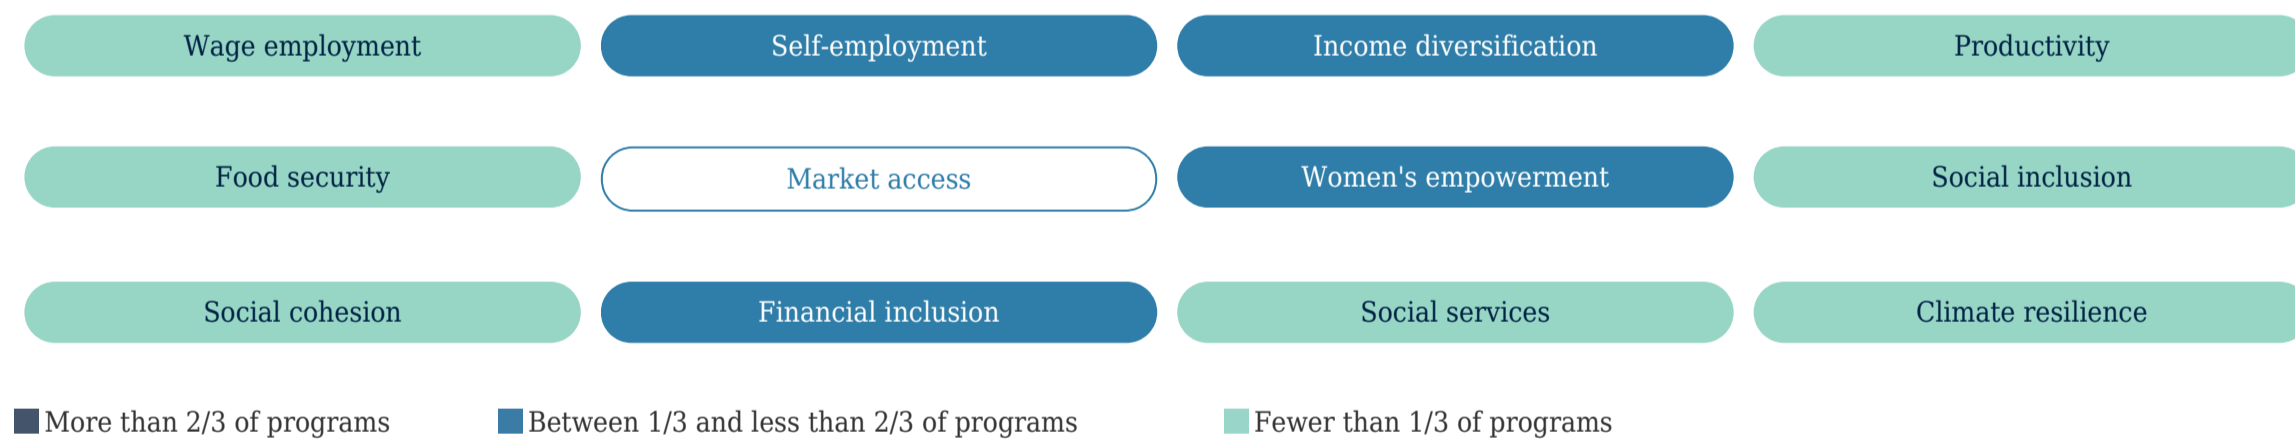 Wage employment
Self-employment
Income diversification
Productivity
Food security
Market access
Women's empowerment
Social inclusion
Social cohesion
Financial inclusion
Social services
Climate resilience
More than 2/3 of programs
Between 1/3 and less than 2/3 of programs
Fewer than 1/3 of programs